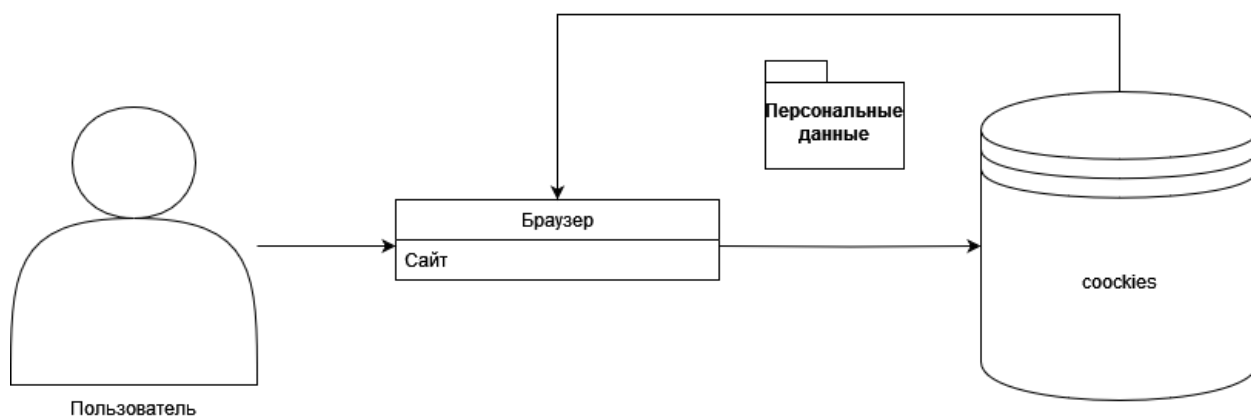 Персональные
данные
Браузер
Сайт
coockies
Пользователь